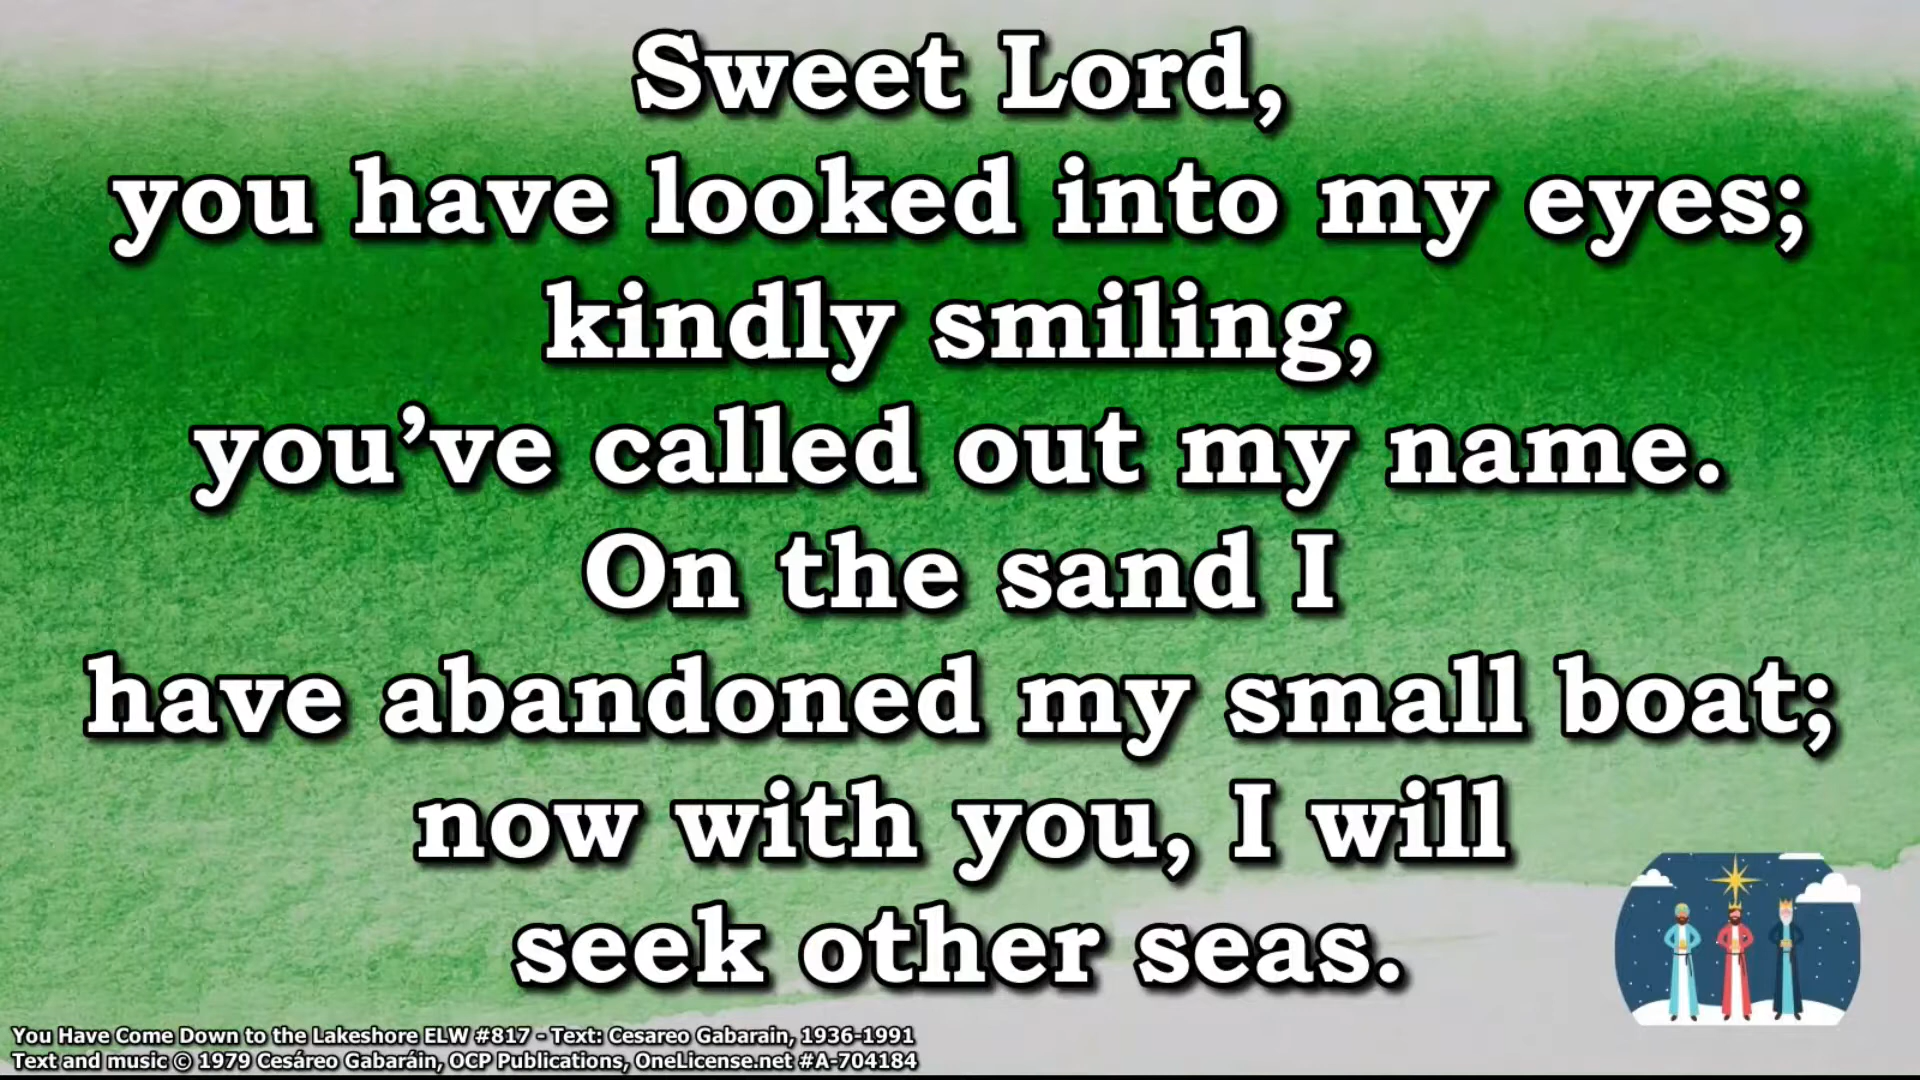 Sweet Lord,
you have looked into my eyes;
kindly smiling,
you’ve called out my name.
On the sand I
have abandoned my small boat;
now with you, I will
seek other seas.
You Have Come Down to the Lakeshore ELW #817 - Text: Cesareo Gabarain, 1936-1991
Text and music © 1979 Cesáreo Gabaráin, OCP Publications, OneLicense.net #A-704184